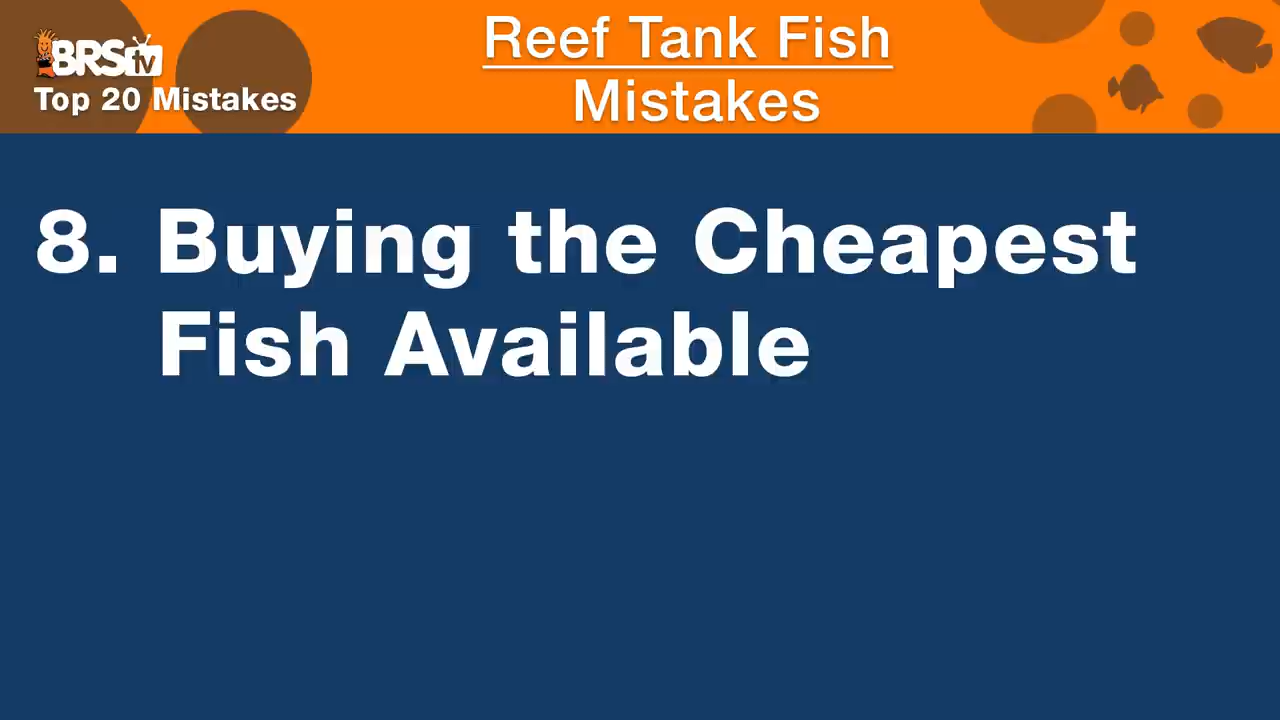 BRStv
Top 20 Mistakes
Reef Tank Fish
Mistakes
8. Buying the Cheapest
Fish Available